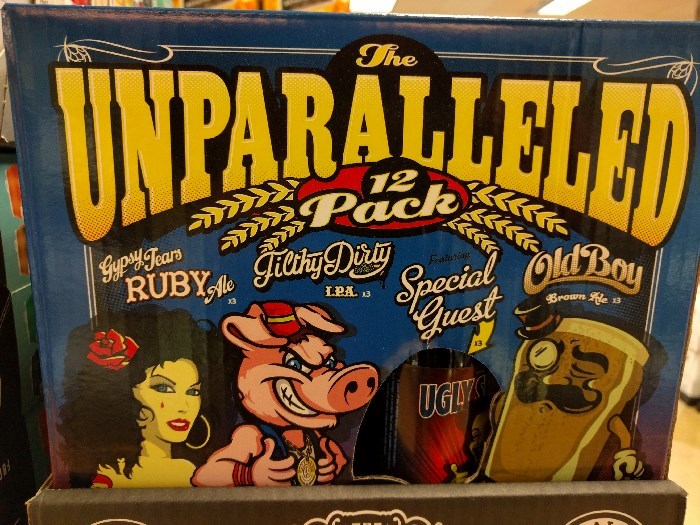 The
UNPARALLELED
12
Pack
Gypsy Tears
RUBY Ale
x3
Filthy Dirty
I.P.A. x3
Featuring
Special
Guest
x3
Old Boy
Brown Ale x3
UGLY